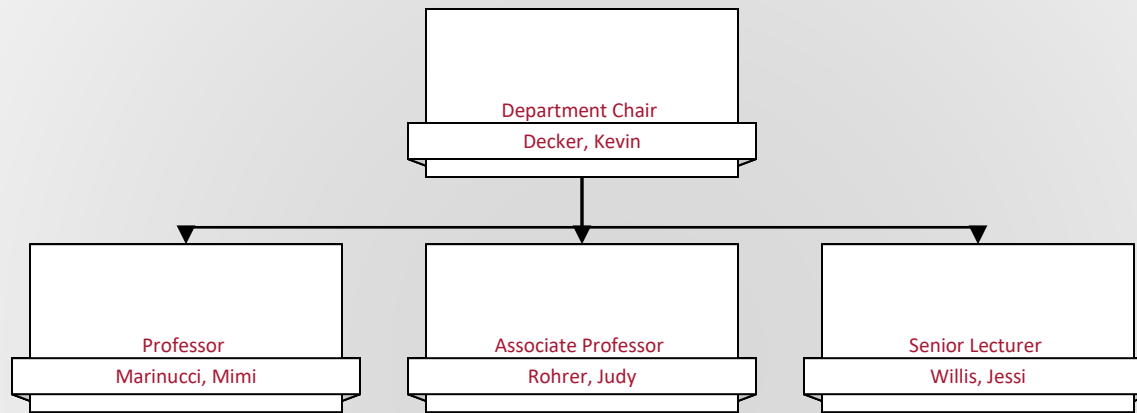 Department Chair
Decker, Kevin
Professor
Marinucci, Mimi
Associate Professor
Rohrer, Judy
Senior Lecturer
Willis, Jessi